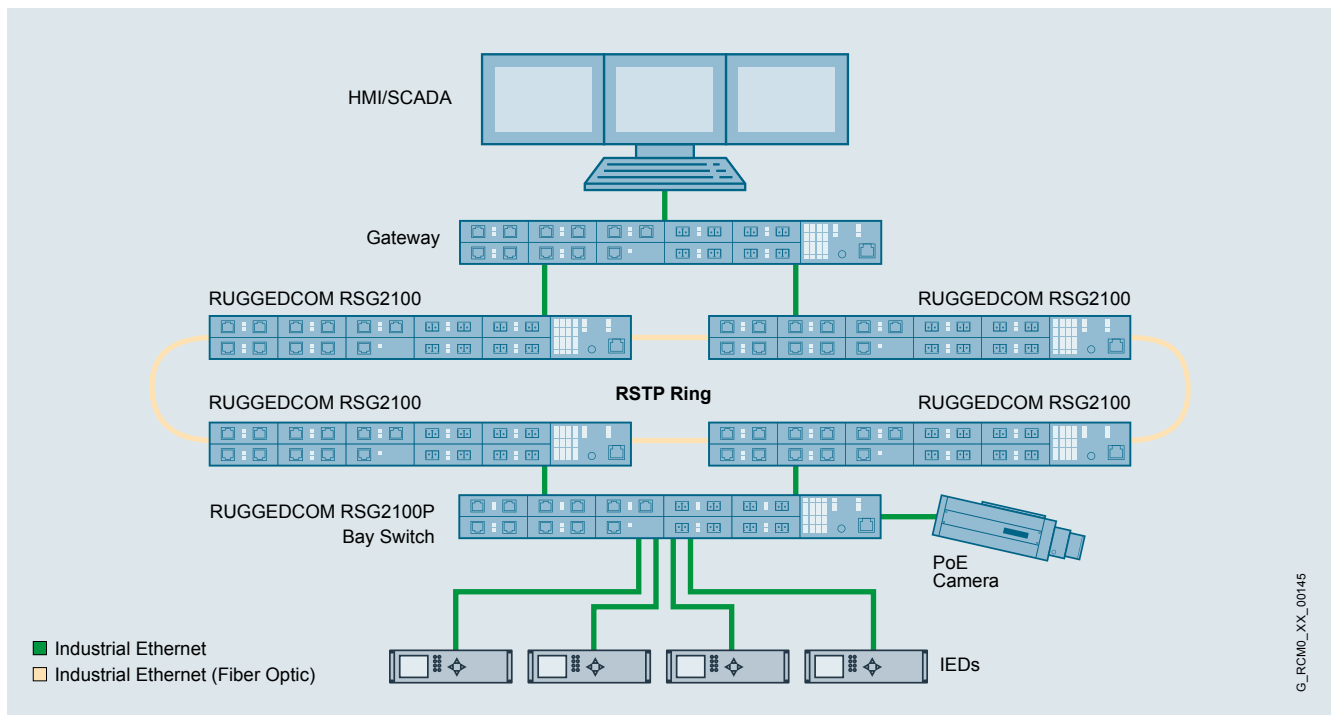 HMI/SCADA
Gateway
RUGGEDCOM RSG2100
RUGGEDCOM RSG2100
RSTP Ring
RUGGEDCOM RSG2100
RUGGEDCOM RSG2100
RUGGEDCOM RSG2100P
Bay Switch
PoE
Camera
IEDs
Industrial Ethernet
Industrial Ethernet (Fiber Optic)
G_RCM0_XX_00145